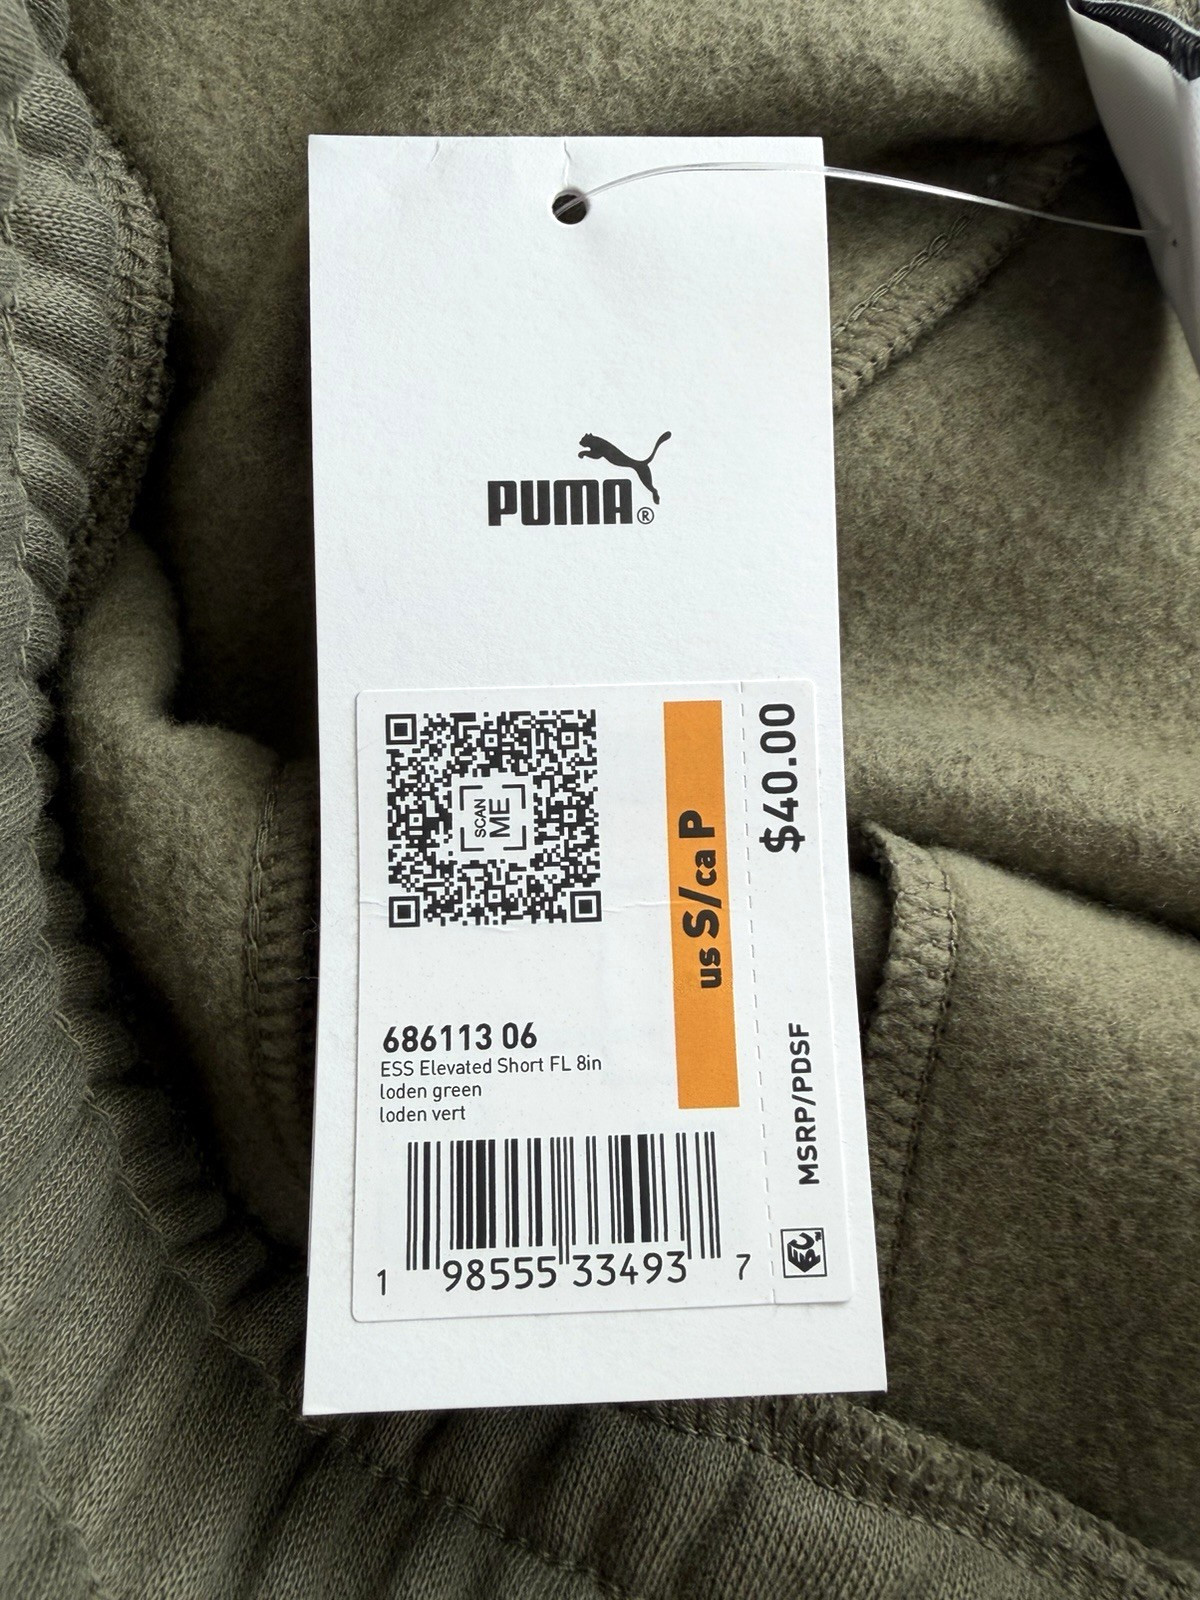 PUMA®
SCAN
ME
us S/ca P
$40.00
686113 06
ESS Elevated Short FL 8in
loden green
loden vert
MSRP/PDSF
1 98555 33493 7